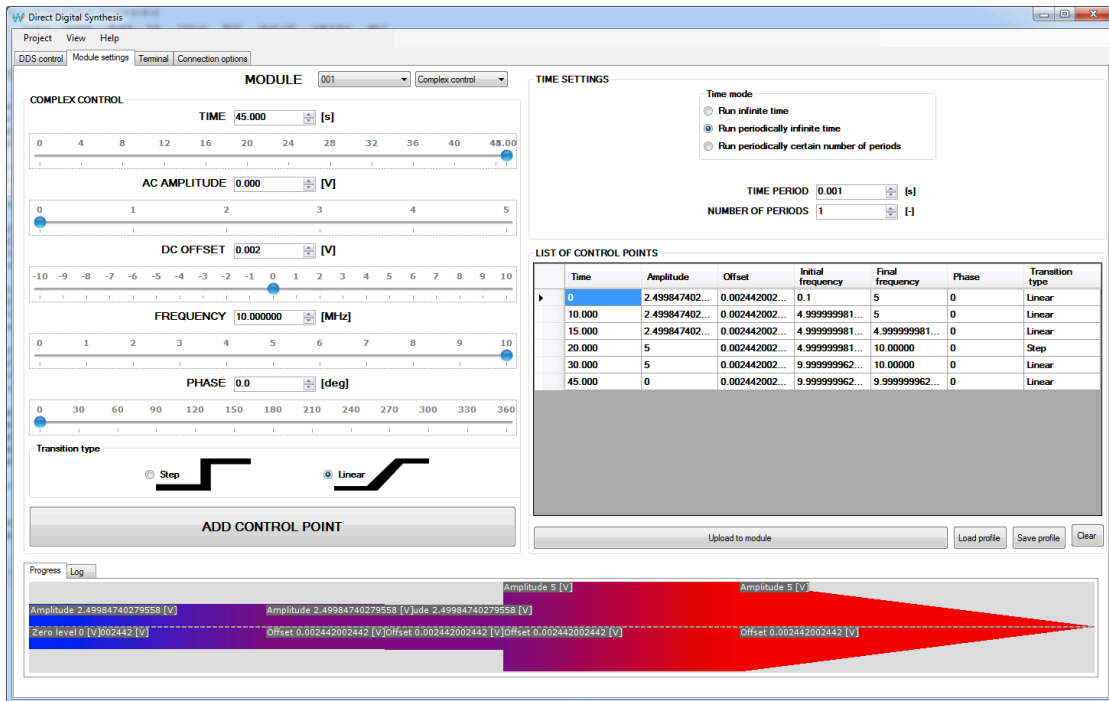 Direct Digital Synthesis
Project View Help
DDS control Module settings Terminal Connection options
MODULE 001 Complex control
COMPLEX CONTROL
TIME 45.000 [s]
0 4 8 12 16 20 24 28 32 36 40
AC AMPLITUDE 0.000 [V]
0 1 2 3 4 5
DC OFFSET 0.002 [V]
-10 -9 -8 -7 -6 -5 -4 -3 -2 -1 0 1 2 3 4 5 6 7 8 9 10
FREQUENCY 10.000000 [MHz]
0 1 2 3 4 5 6 7 8 9 10
PHASE 0.0 [deg]
0 30 60 90 120 150 180 210 240 270 300 330 360
Transition type
Step Linear
ADD CONTROL POINT
TIME SETTINGS
Time mode
Run infinite time
Run periodically infinite time
Run periodically certain number of periods
TIME PERIOD 0.001 [s]
NUMBER OF PERIODS 1 [-]
LIST OF CONTROL POINTS
Time Amplitude Offset Initial frequency Final frequency Phase Transition type
0 2.499847402... 0.002442002... 0.1 5 0 Linear
10.000 2.499847402... 0.002442002... 4.999999981... 5 0 Linear
15.000 2.499847402... 0.002442002... 4.999999981... 4.999999981... 0 Linear
20.000 5 0.002442002... 4.999999981... 10.00000 0 Step
30.000 5 0.002442002... 9.999999962... 10.00000 0 Linear
45.000 0 0.002442002... 9.999999962... 9.999999962... 0 Linear
Upload to module Load profile Save profile Clear
Progress Log
Amplitude 5 [V] Amplitude 5 [V]
Amplitude 2.49984740279558 [V] Amplitude 2.49984740279558 [V]ude 2.49984740279558 [V]
Zero level 0 [V]002442 [V] Offset 0.002442002442 [V]Offset 0.002442002442 [V]Offset 0.002442002442 [V] Offset 0.002442002442 [V]